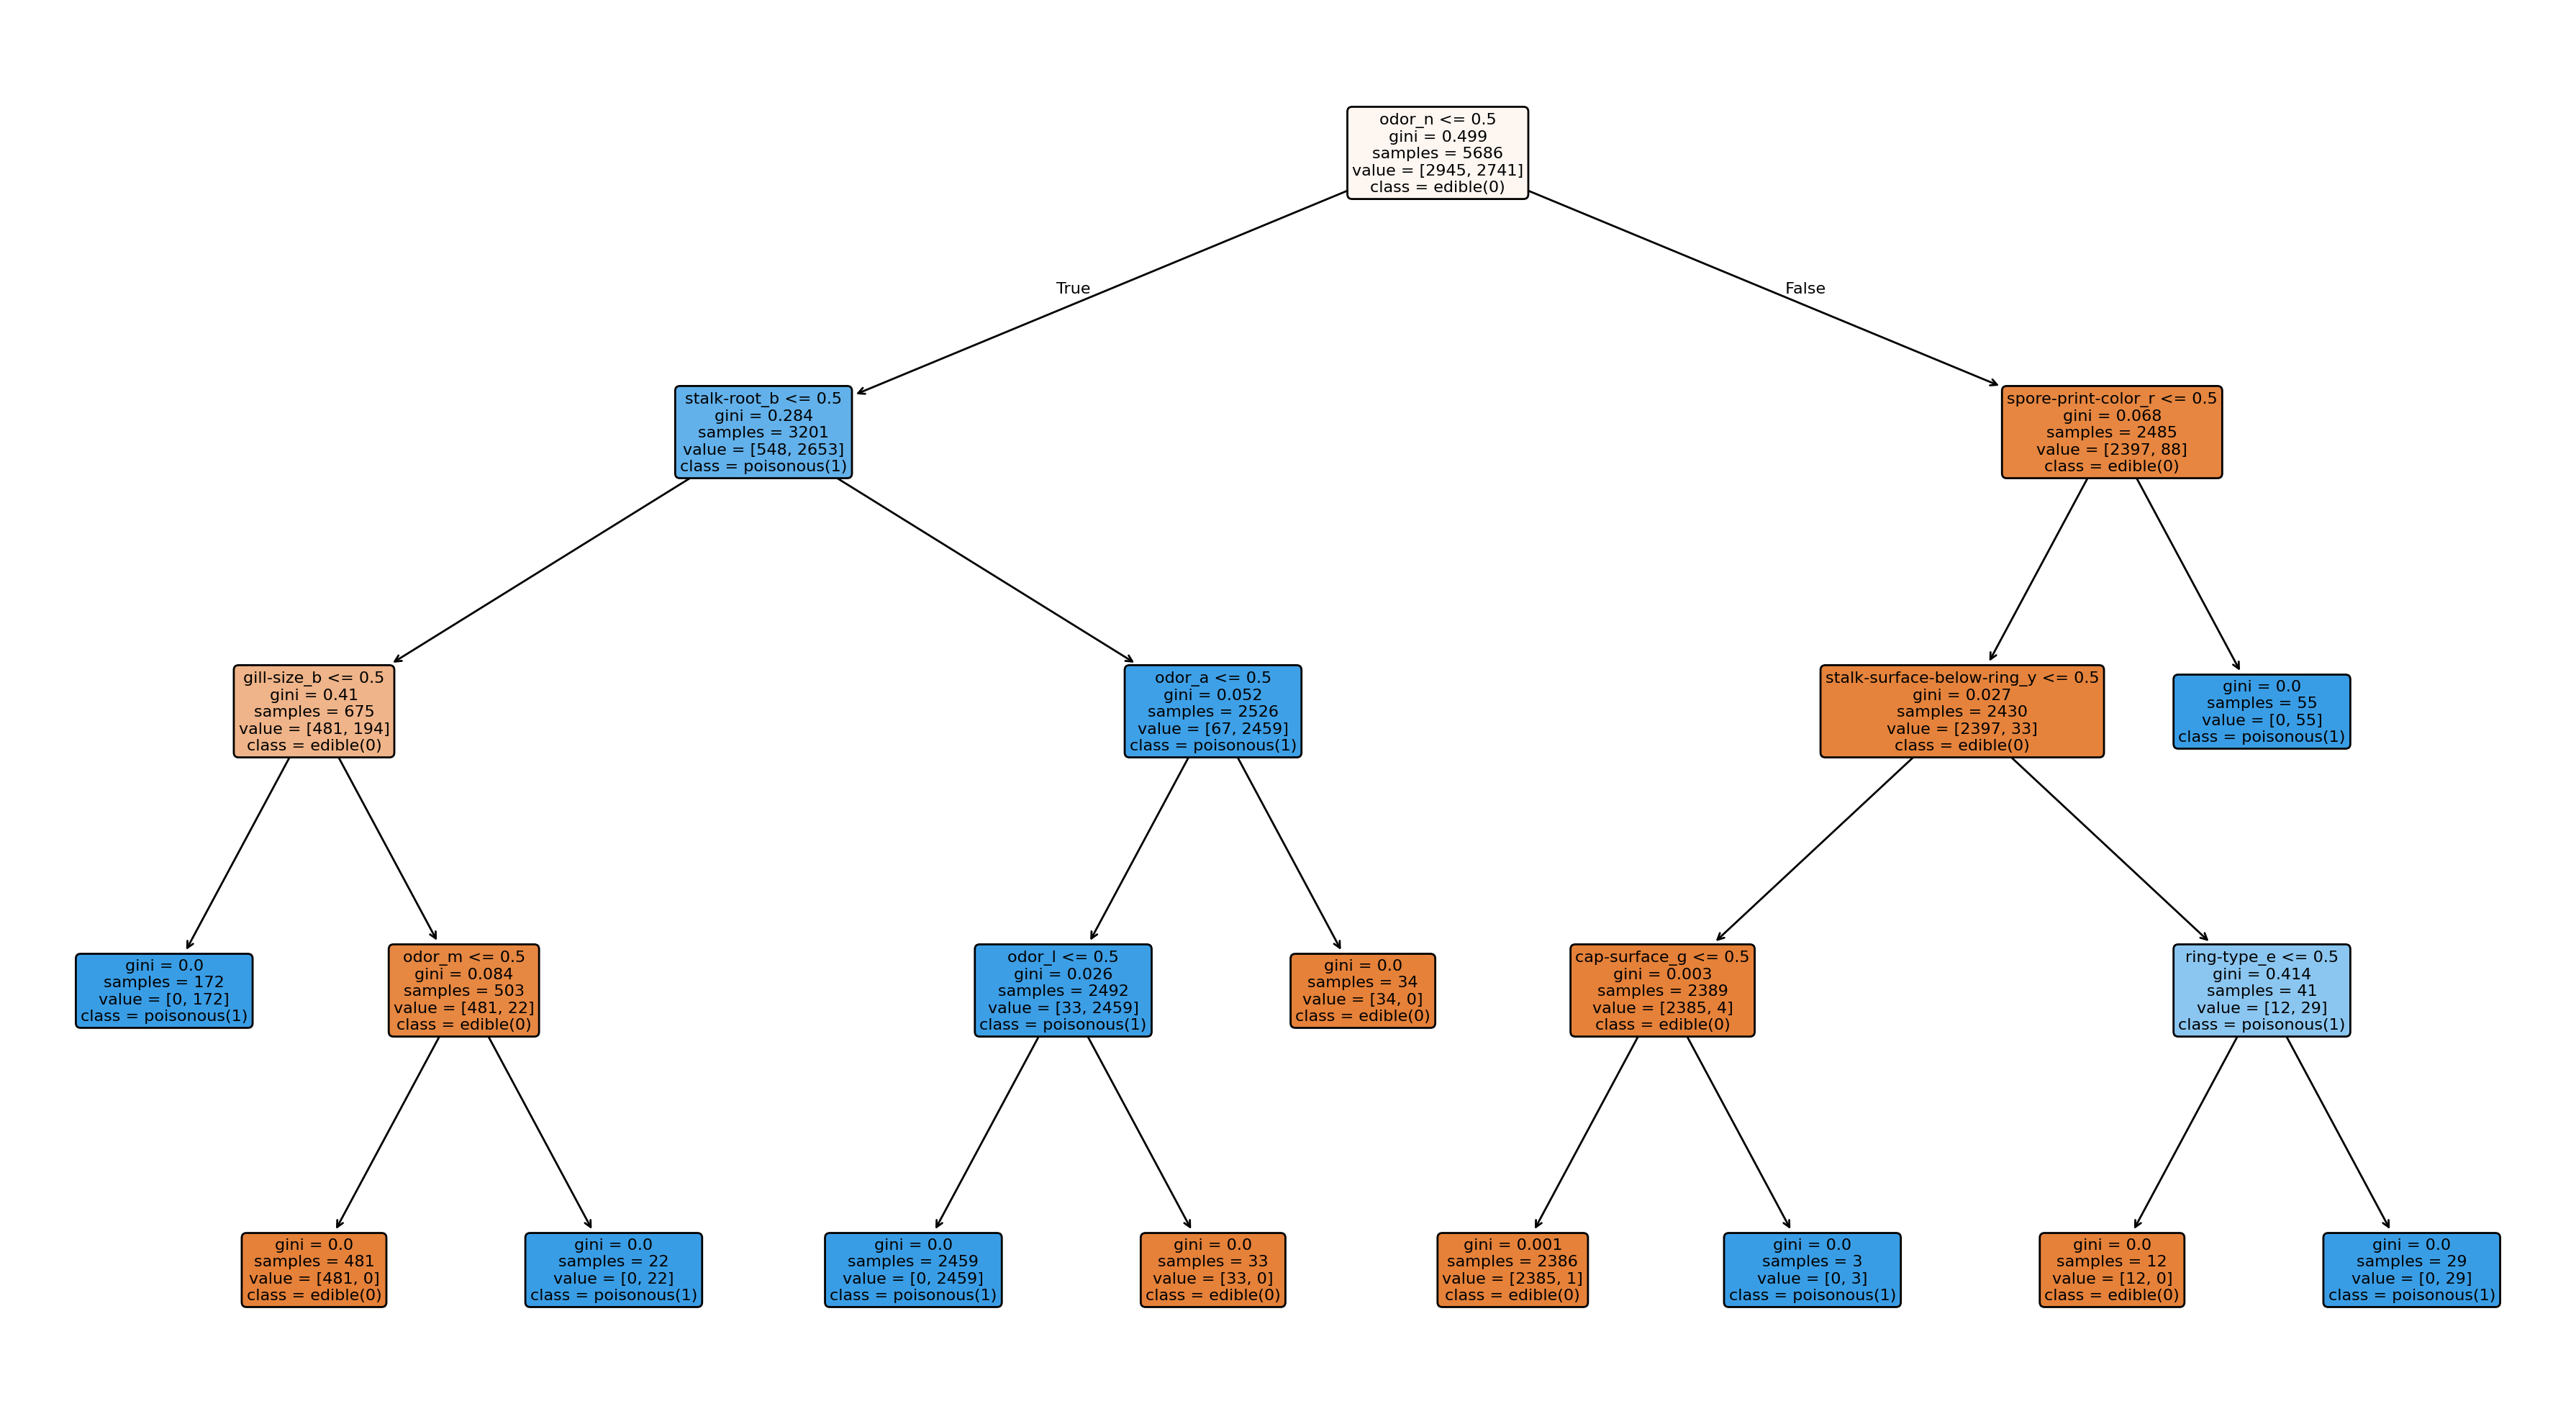 odor_n <= 0.5
gini = 0.499
samples = 5686
value = [2945, 2741]
class = edible(0)
True
False
stalk-root_b <= 0.5
gini = 0.284
samples = 3201
value = [548, 2653]
class = poisonous(1)
spore-print-color_r <= 0.5
gini = 0.068
samples = 2485
value = [2397, 88]
class = edible(0)
gill-size_b <= 0.5
gini = 0.41
samples = 675
value = [481, 194]
class = edible(0)
odor_a <= 0.5
gini = 0.052
samples = 2526
value = [67, 2459]
class = poisonous(1)
stalk-surface-below-ring_y <= 0.5
gini = 0.027
samples = 2430
value = [2397, 33]
class = edible(0)
gini = 0.0
samples = 55
value = [0, 55]
class = poisonous(1)
gini = 0.0
samples = 172
value = [0, 172]
class = poisonous(1)
odor_m <= 0.5
gini = 0.084
samples = 503
value = [481, 22]
class = edible(0)
odor_l <= 0.5
gini = 0.026
samples = 2492
value = [33, 2459]
class = poisonous(1)
gini = 0.0
samples = 34
value = [34, 0]
class = edible(0)
cap-surface_g <= 0.5
gini = 0.003
samples = 2389
value = [2385, 4]
class = edible(0)
ring-type_e <= 0.5
gini = 0.414
samples = 41
value = [12, 29]
class = poisonous(1)
gini = 0.0
samples = 481
value = [481, 0]
class = edible(0)
gini = 0.0
samples = 22
value = [0, 22]
class = poisonous(1)
gini = 0.0
samples = 2459
value = [0, 2459]
class = poisonous(1)
gini = 0.0
samples = 33
value = [33, 0]
class = edible(0)
gini = 0.001
samples = 2386
value = [2385, 1]
class = edible(0)
gini = 0.0
samples = 3
value = [0, 3]
class = poisonous(1)
gini = 0.0
samples = 12
value = [12, 0]
class = edible(0)
gini = 0.0
samples = 29
value = [0, 29]
class = poisonous(1)